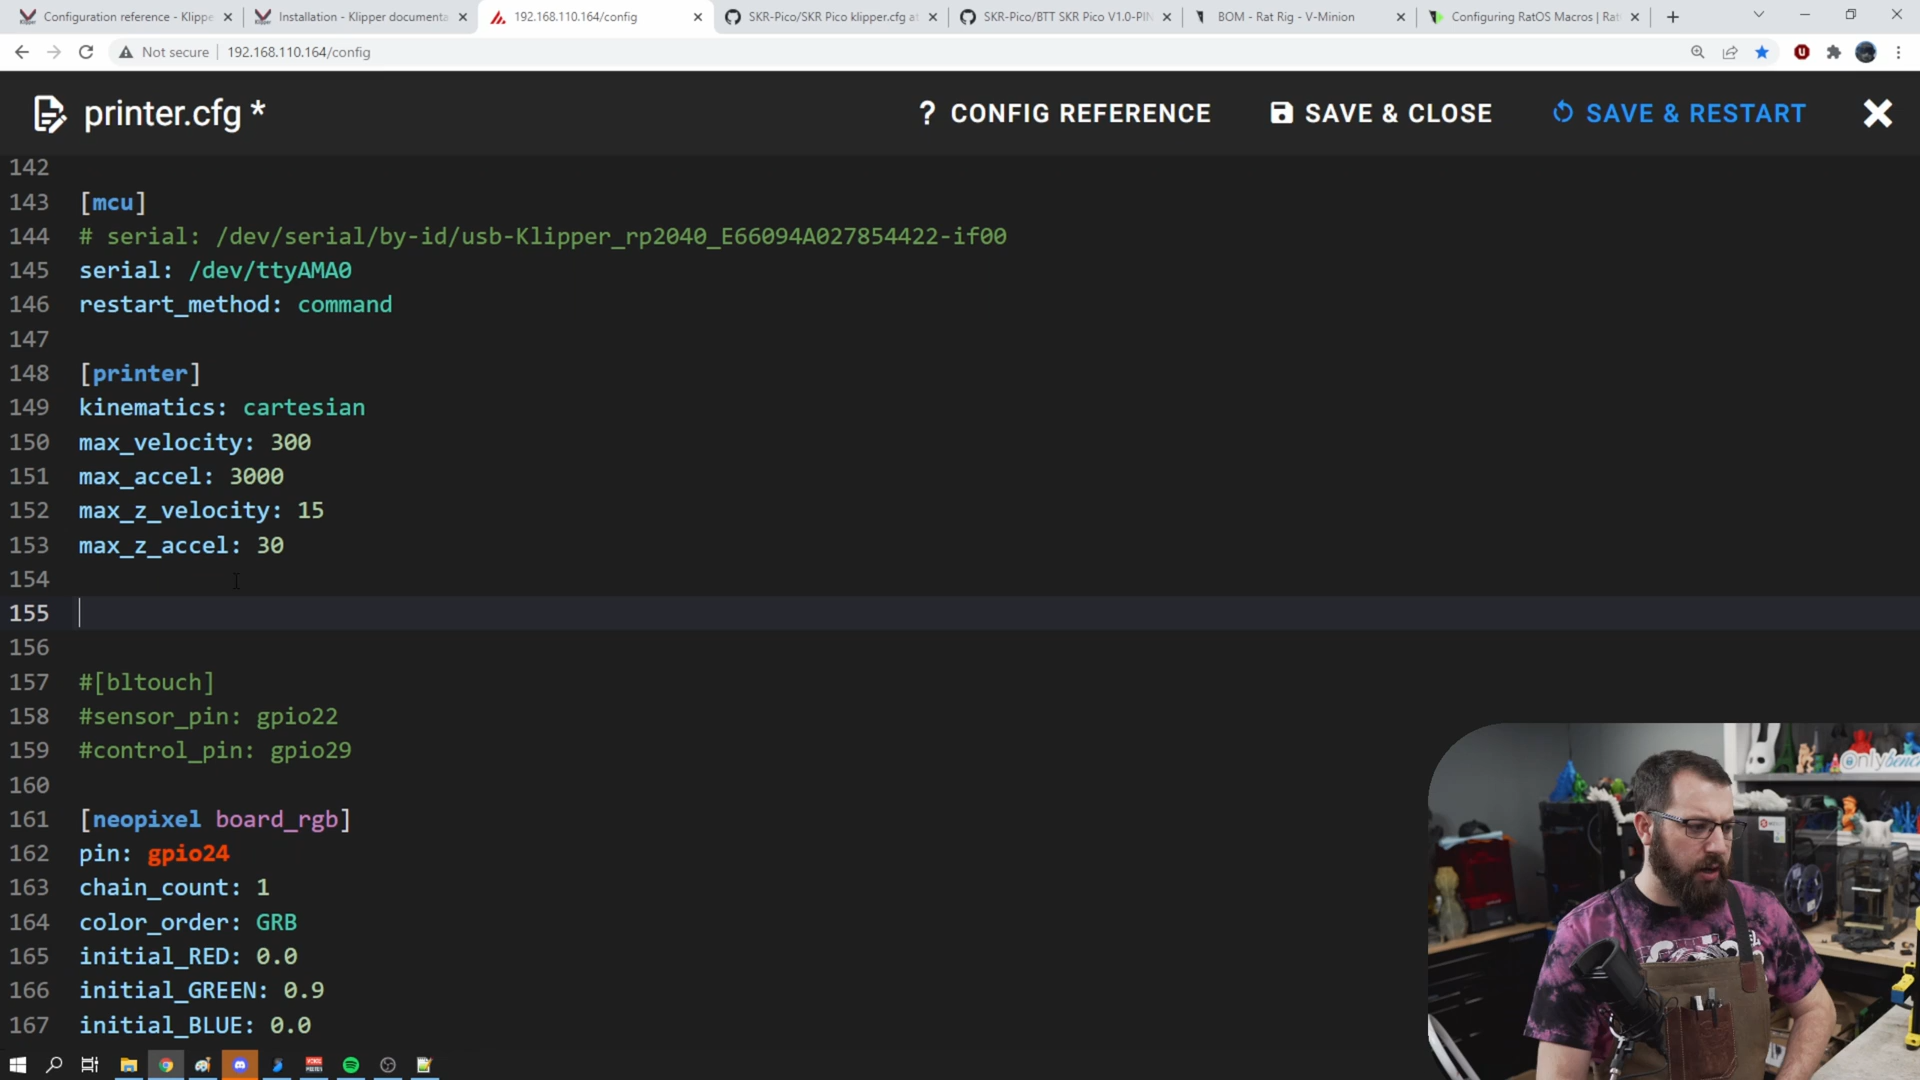 Configuration reference - Klippe
Installation - Klipper documenta
192.168.110.164/config
SKR-Pico/SKR Pico klipper.cfg at
SKR-Pico/BTT SKR Pico V1.0-PIN
BOM - Rat Rig - V-Minion
Configuring RatOS Macros | Rat
Not secure
192.168.110.164/config
printer.cfg *
? CONFIG REFERENCE
SAVE & CLOSE
SAVE & RESTART
142
143 [mcu]
144 # serial: /dev/serial/by-id/usb-Klipper_rp2040_E66094A027854422-if00
145 serial: /dev/ttyAMA0
146 restart_method: command
147
148 [printer]
149 kinematics: cartesian
150 max_velocity: 300
151 max_accel: 3000
152 max_z_velocity: 15
153 max_z_accel: 30
154
155
156
157 #[bltouch]
158 #sensor_pin: gpio22
159 #control_pin: gpio29
160
161 [neopixel board_rgb]
162 pin: gpio24
163 chain_count: 1
164 color_order: GRB
165 initial_RED: 0.0
166 initial_GREEN: 0.9
167 initial_BLUE: 0.0
@nlybenc